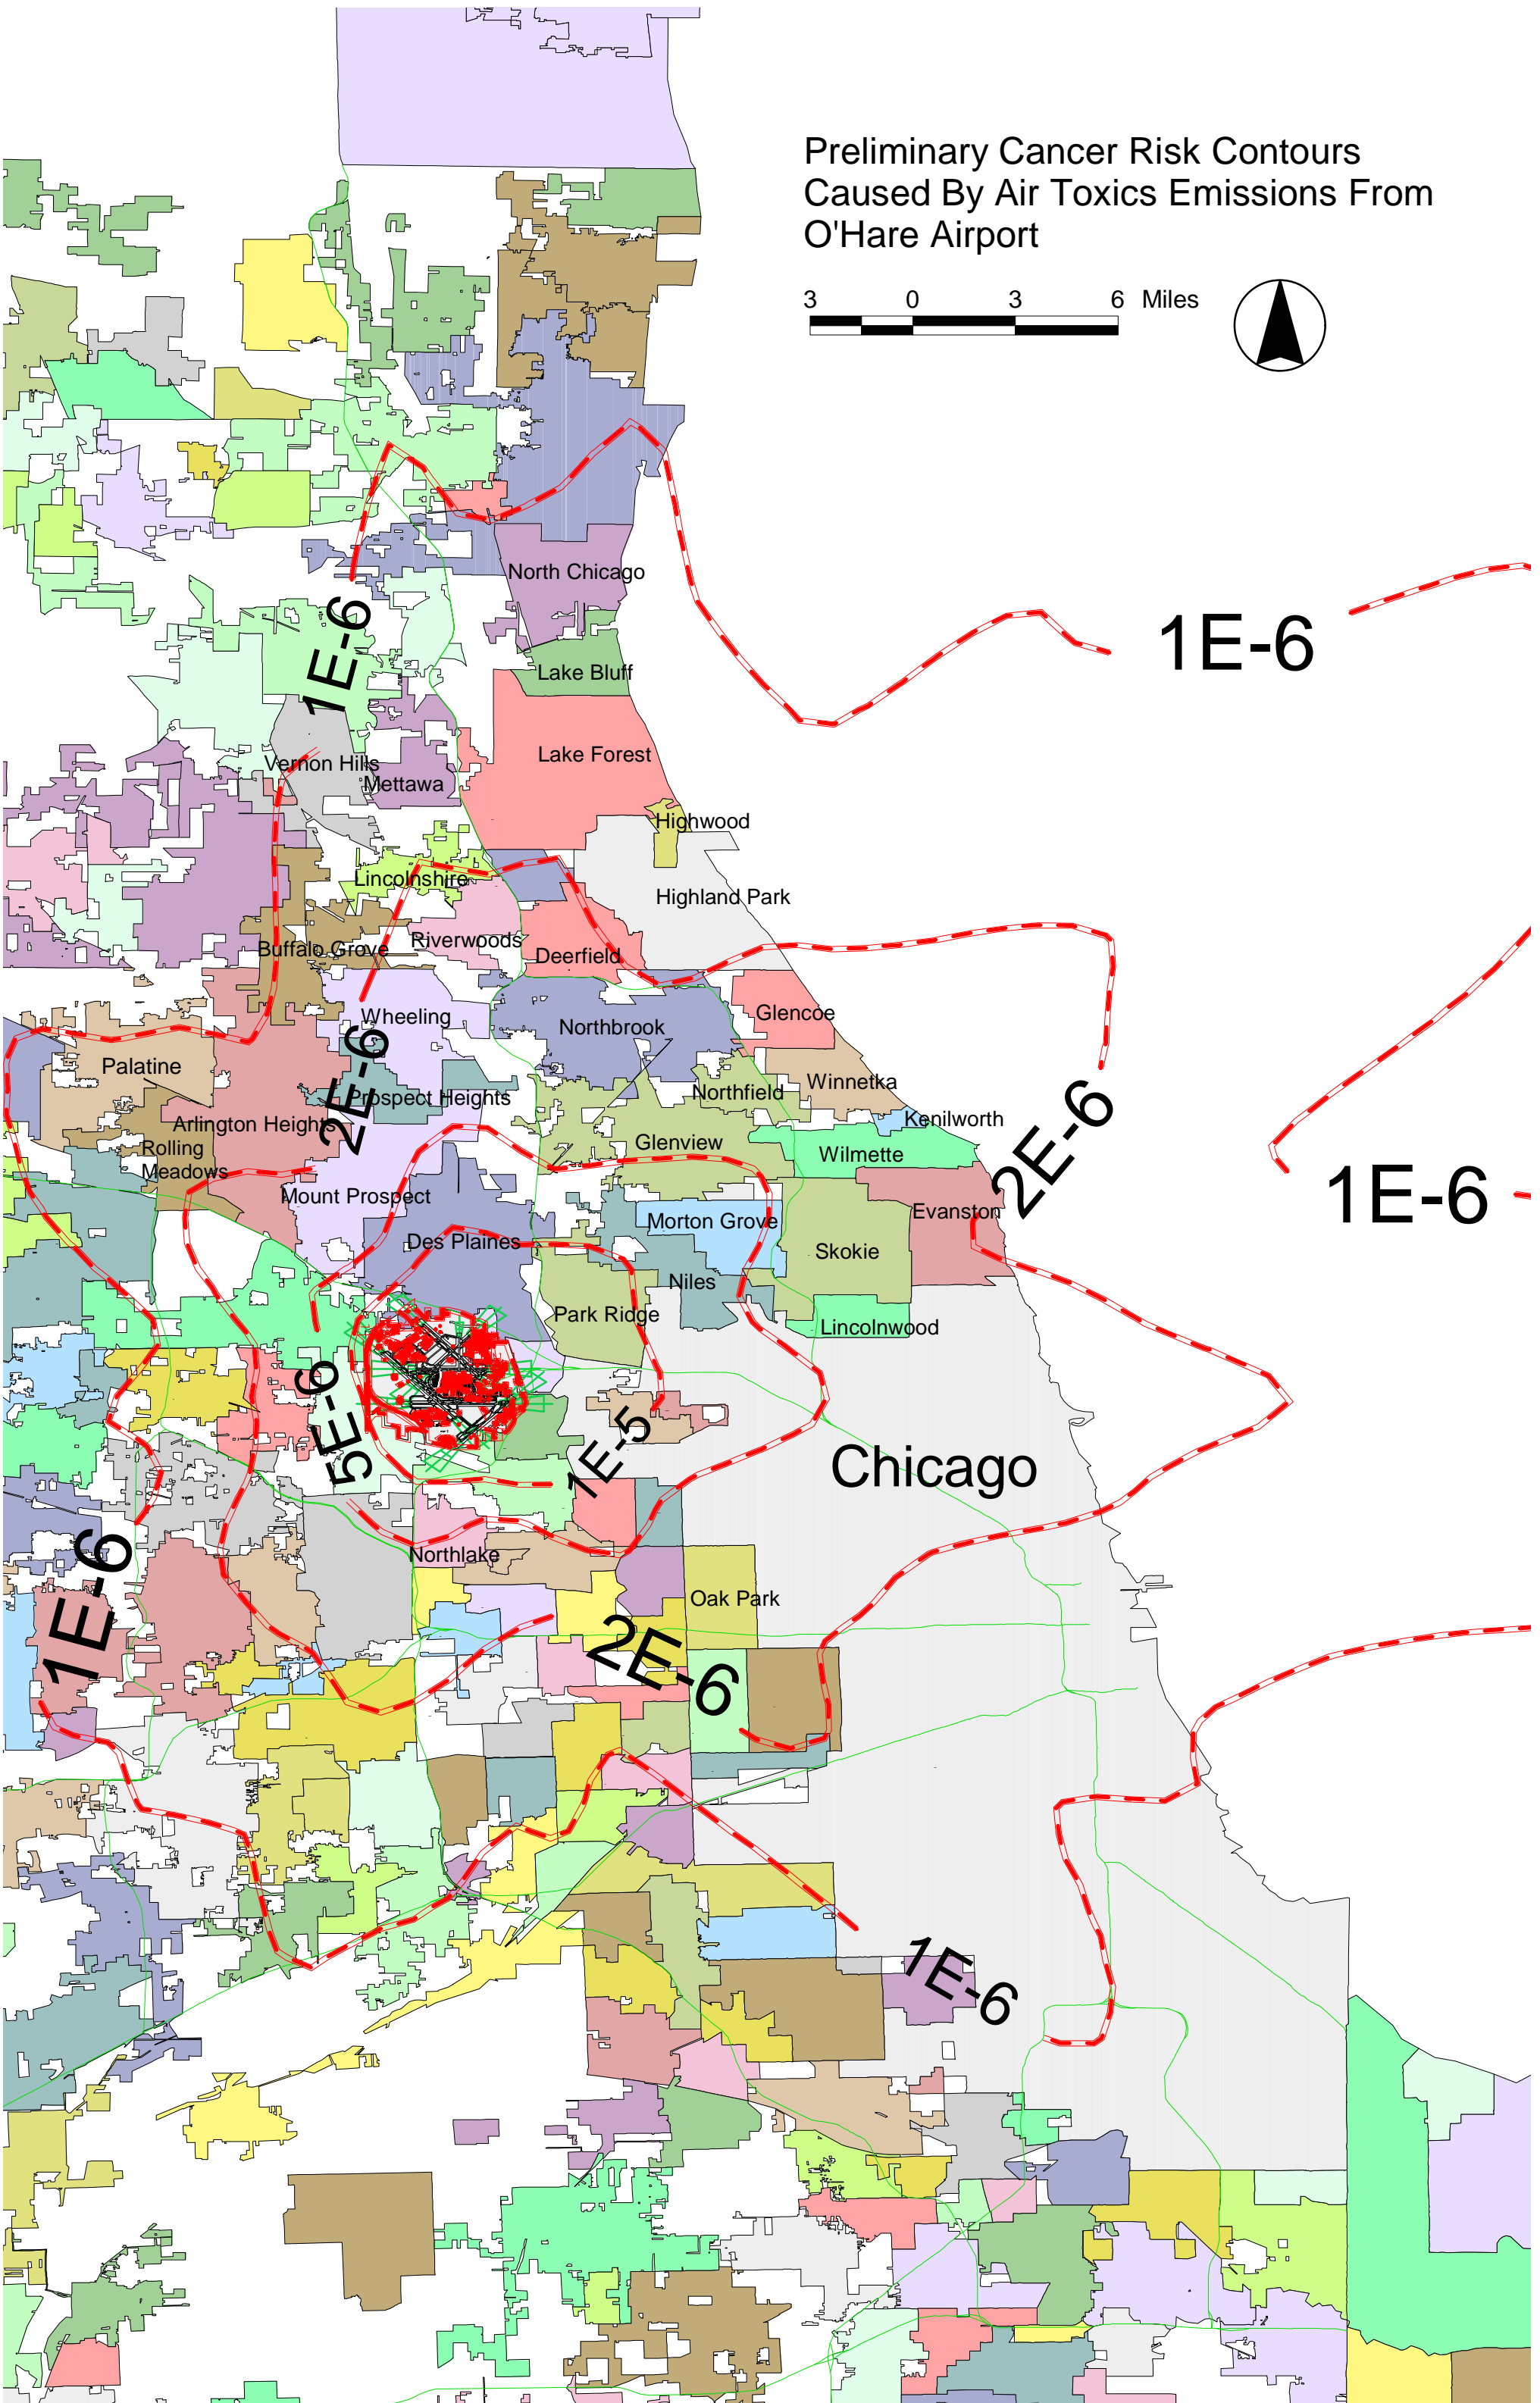 Preliminary Cancer Risk Contours
Caused By Air Toxics Emissions From
O'Hare Airport
3 0 3 6 Miles
North Chicago
1E-6
1E-6
Lake Bluff
Lake Forest
Vernon Hills
Mettawa
Highwood
Lincolnshire
Highland Park
Riverwoods
Buffalo Grove
Deerfield
Glencoe
Wheeling
Northbrook
Palatine
Winnetka
Northfield
Prospect Heights
2E-6
Kenilworth
Arlington Heights
2E-6
Glenview
Rolling
Meadows
Wilmette
Mount Prospect
1E-6
Evanston
Morton Grove
Des Plaines
Skokie
Niles
Park Ridge
Lincolnwood
5E-6
1E-5
Chicago
Northlake
1E-6
Oak Park
2E-6
1E-6